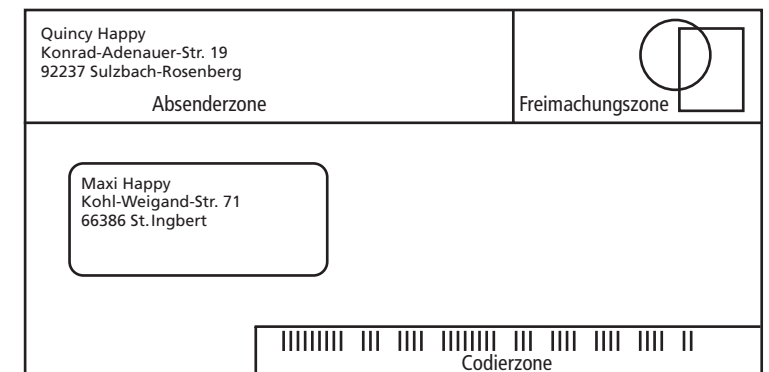 Quincy Happy
Konrad-Adenauer-Str. 19
92237 Sulzbach-Rosenberg
Absenderzone
Freimachungszone
Maxi Happy
Kohl-Weigand-Str. 71
66386 St.Ingbert
Codierzone